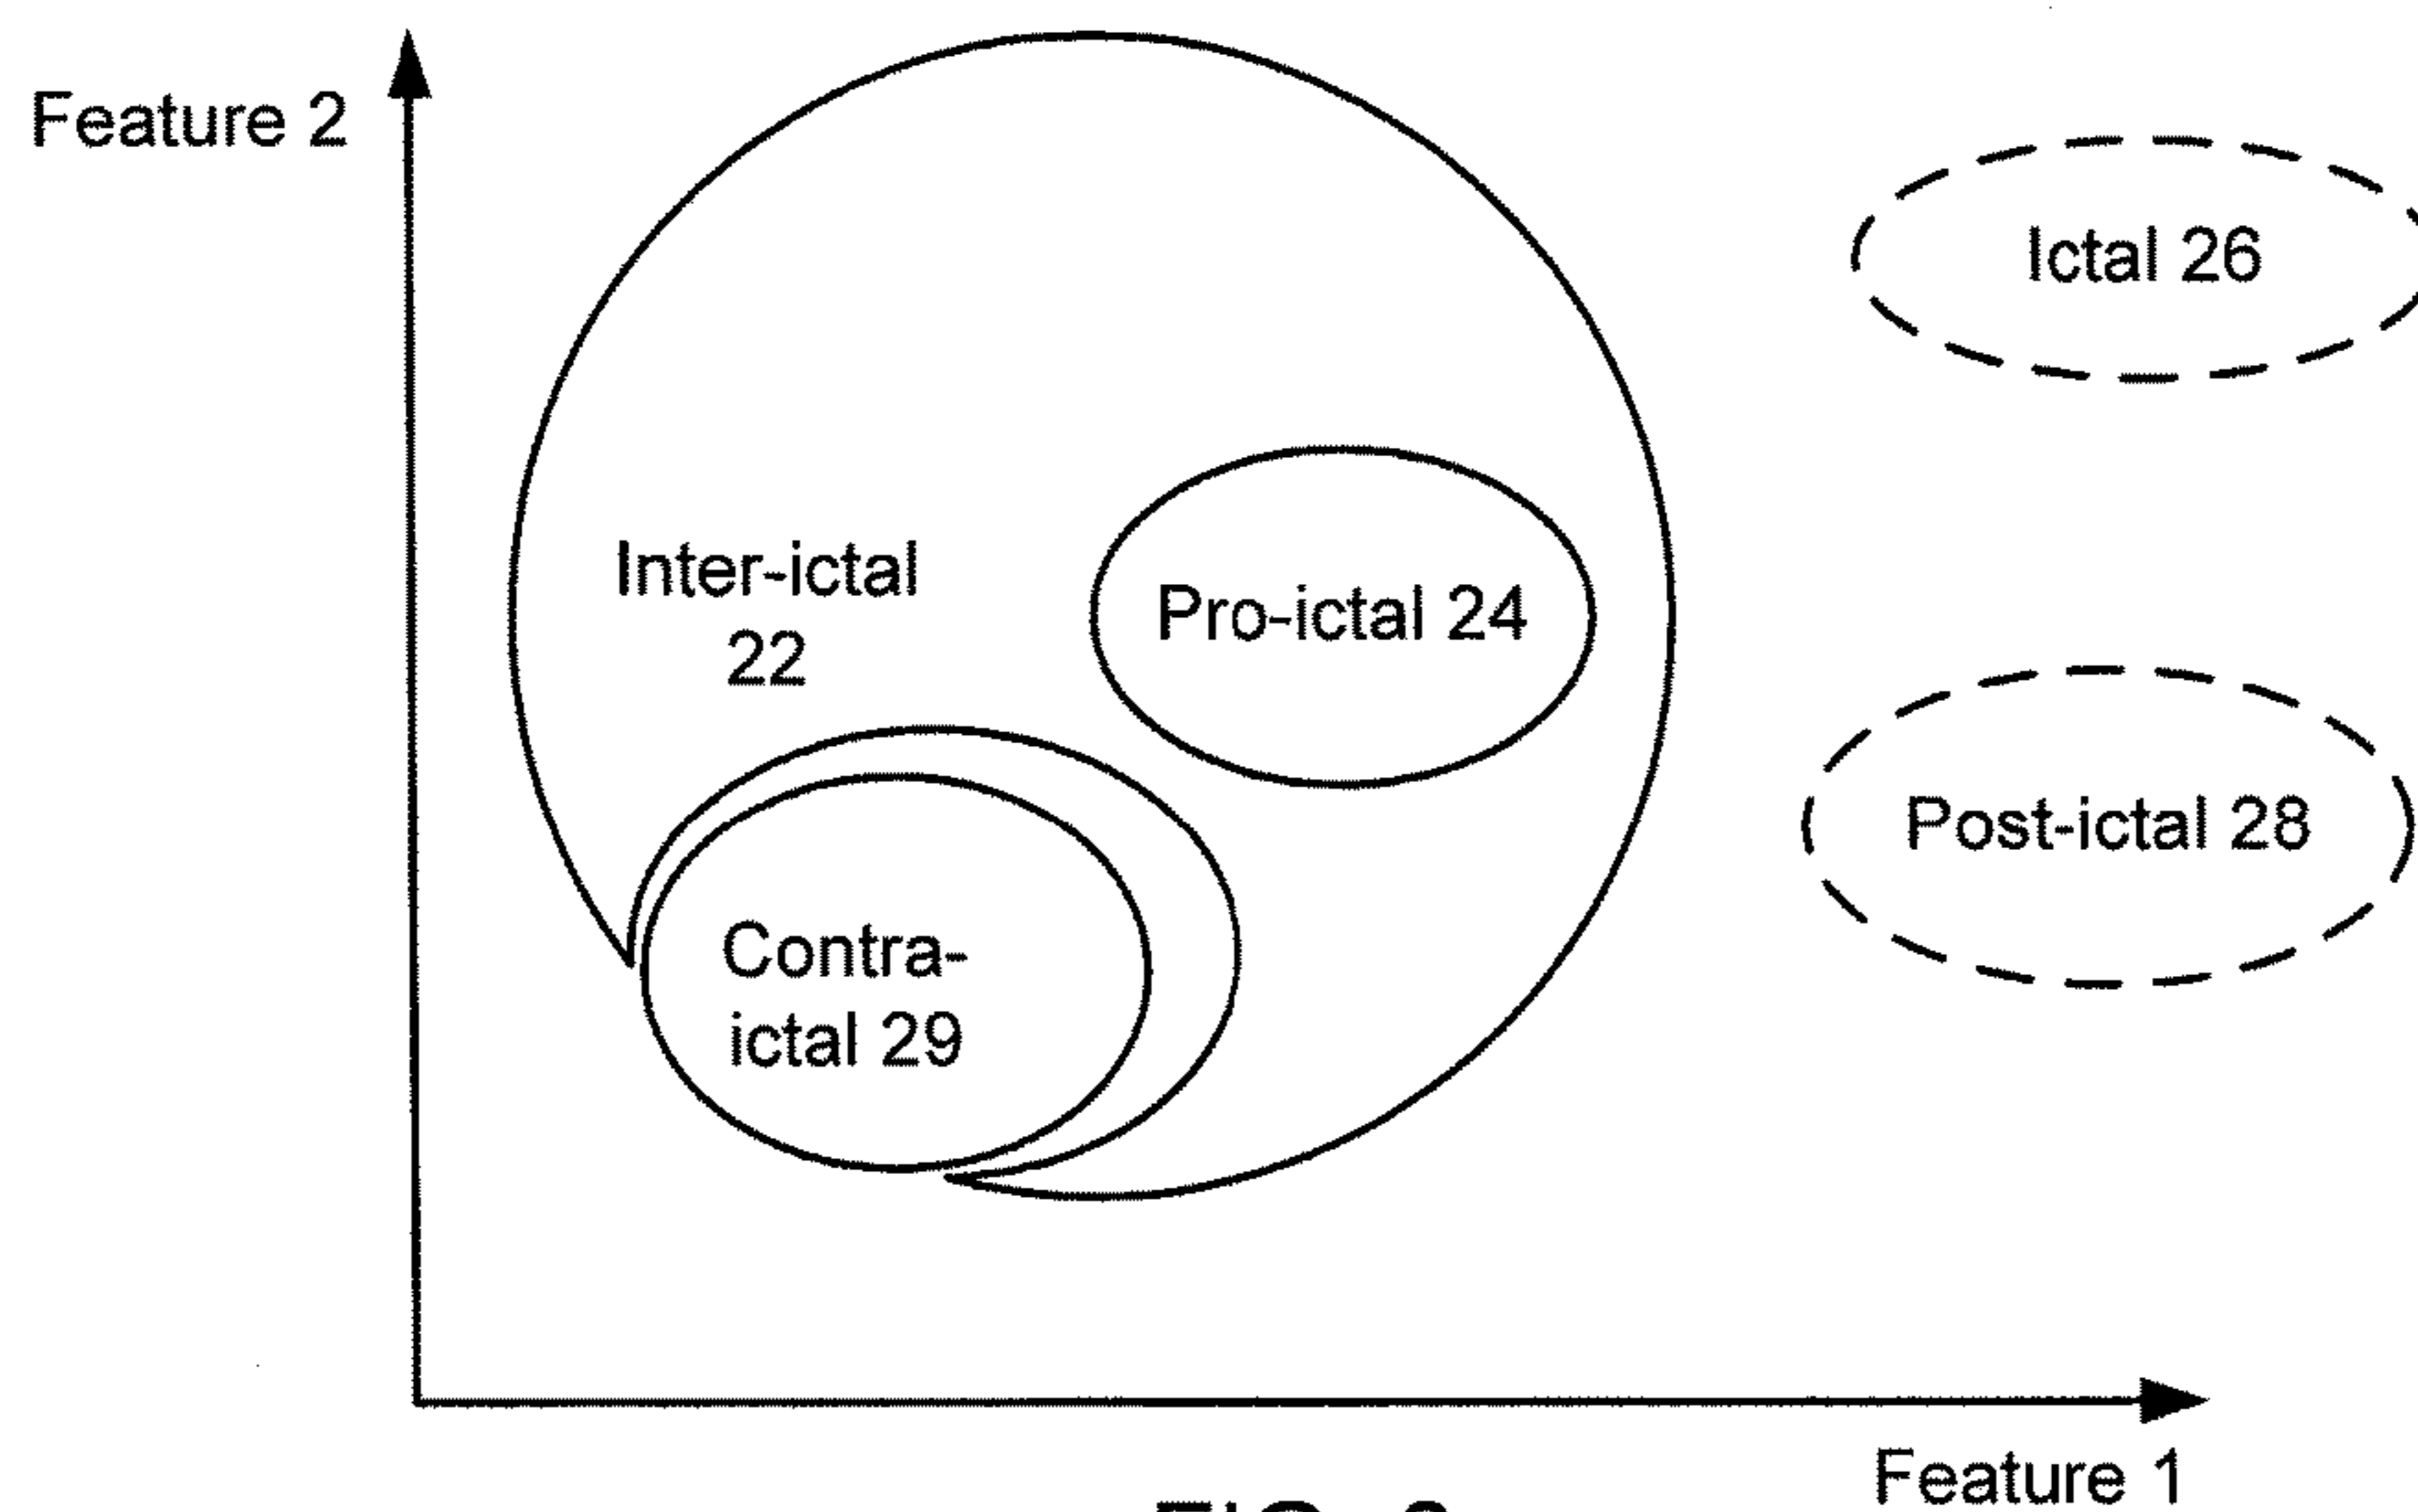 Feature 2
Ictal 26
Inter-ictal
22
Pro-ictal 24
Post-ictal 28
Contra-
ictal 29
Feature 1